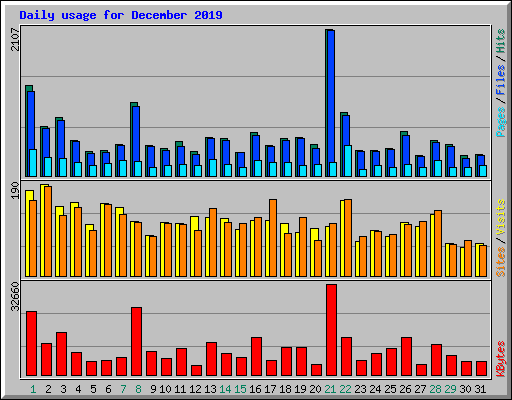 Daily usage for December 2019
2107
Pages / Files / Hits
190
Sites / Visits
32660
KBytes
1 2 3 4 5 6 7 8 9 10 11 12 13 14 15 16 17 18 19 20 21 22 23 24 25 26 27 28 29 30 31